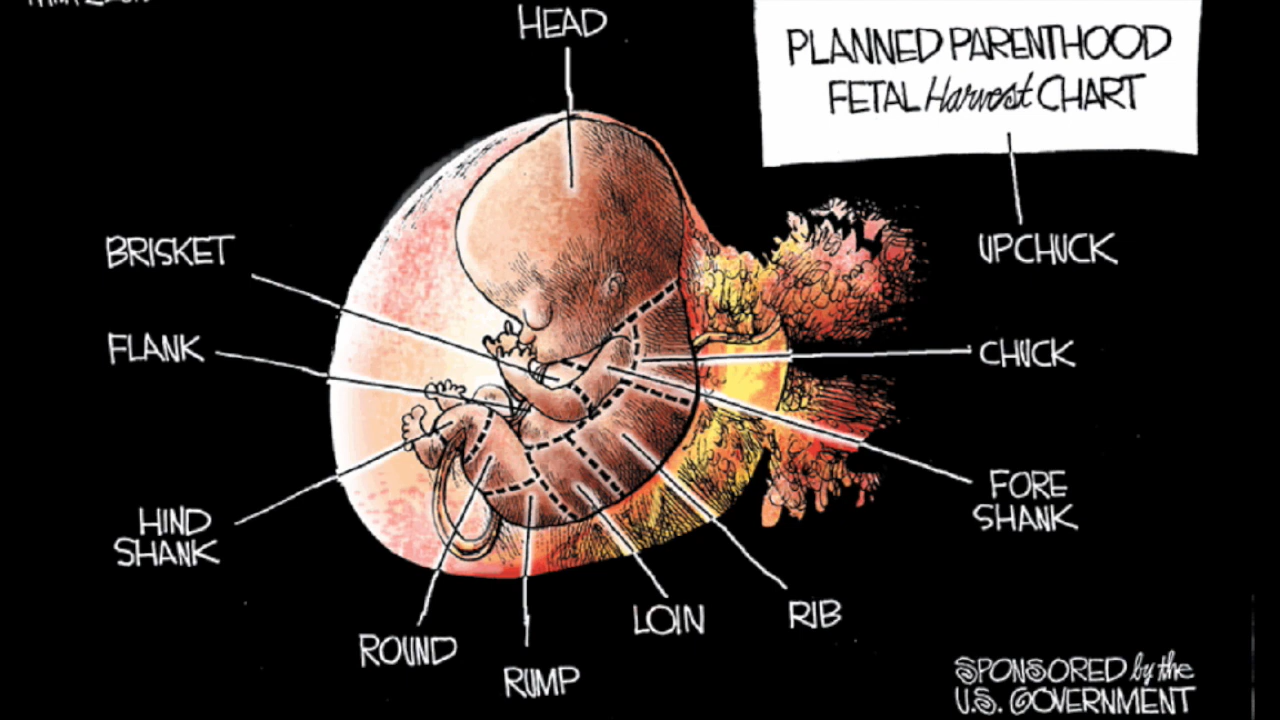 HEAD
PLANNED PARENTHOOD
FETAL Harvest CHART
BRISKET
UPCHUCK
FLANK
CHUCK
HIND
SHANK
FORE
SHANK
ROUND
RUMP
LOIN
RIB
SPONSORED by the
U.S. GOVERNMENT